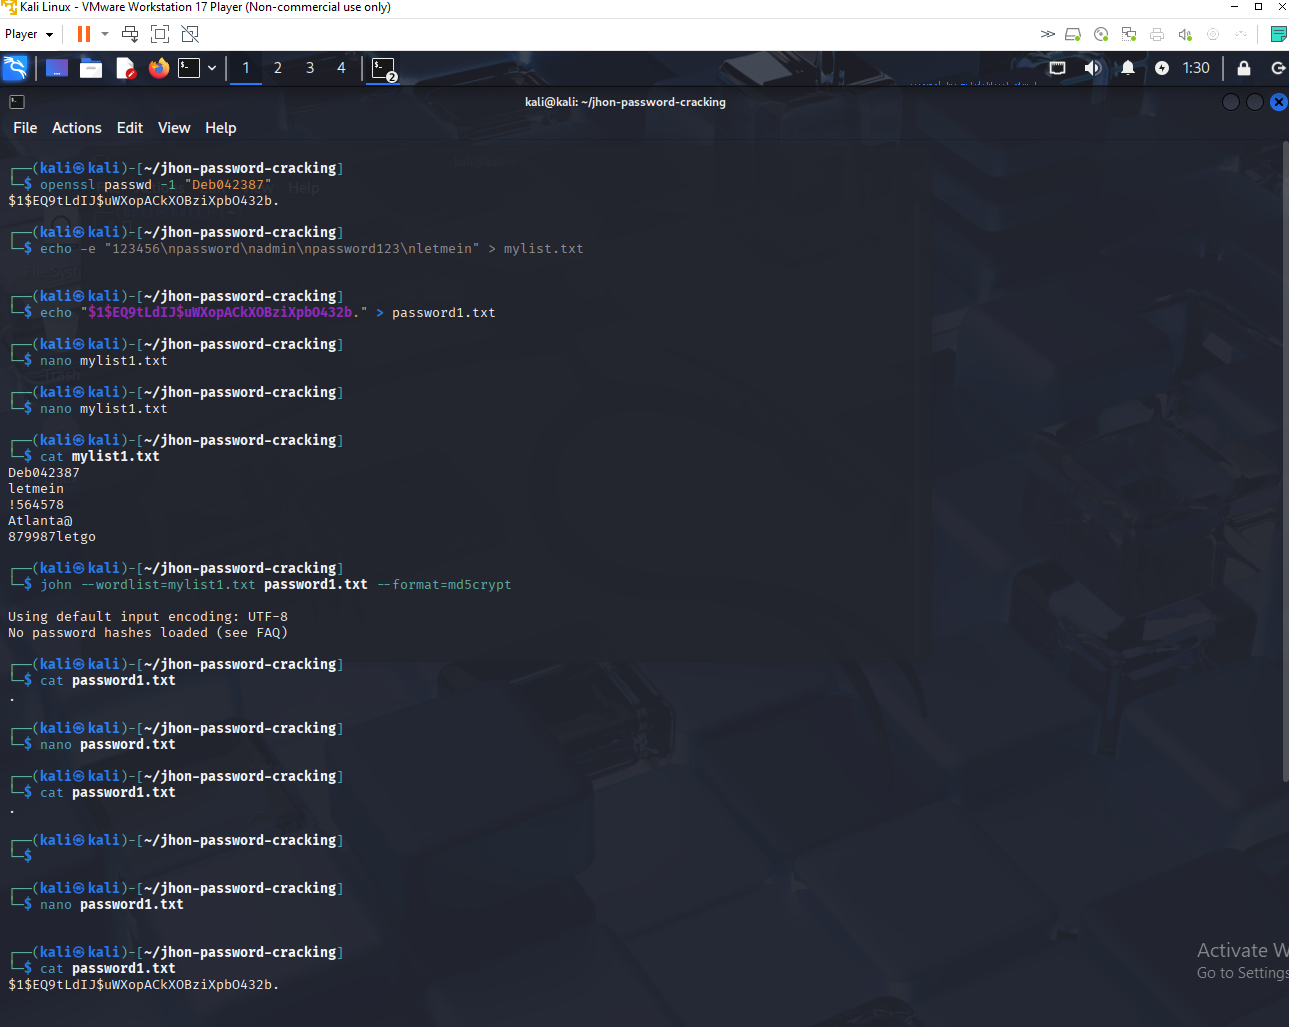 Kali Linux - VMware Workstation 17 Player (Non-commercial use only)
Player
1 2 3 4
2
1:30
kali@kali: ~/jhon-password-cracking
File Actions Edit View Help
┌──(kali㉿kali)-[~/jhon-password-cracking]
└─$ openssl passwd -1 "Deb042387"
$1$EQ9tLdIJ$uWXopACkXOBziXpbO432b.
┌──(kali㉿kali)-[~/jhon-password-cracking]
└─$ echo -e "123456\npassword\nadmin\npassword123\nletmein" > mylist.txt
┌──(kali㉿kali)-[~/jhon-password-cracking]
└─$ echo "$1$EQ9tLdIJ$uWXopACkXOBziXpbO432b." > password1.txt
┌──(kali㉿kali)-[~/jhon-password-cracking]
└─$ nano mylist1.txt
┌──(kali㉿kali)-[~/jhon-password-cracking]
└─$ nano mylist1.txt
┌──(kali㉿kali)-[~/jhon-password-cracking]
└─$ cat mylist1.txt
Deb042387
letmein
!564578
Atlanta@
879987letgo
┌──(kali㉿kali)-[~/jhon-password-cracking]
└─$ john --wordlist=mylist1.txt password1.txt --format=md5crypt
Using default input encoding: UTF-8
No password hashes loaded (see FAQ)
┌──(kali㉿kali)-[~/jhon-password-cracking]
└─$ cat password1.txt
.
┌──(kali㉿kali)-[~/jhon-password-cracking]
└─$ nano password.txt
┌──(kali㉿kali)-[~/jhon-password-cracking]
└─$ cat password1.txt
.
┌──(kali㉿kali)-[~/jhon-password-cracking]
└─$
┌──(kali㉿kali)-[~/jhon-password-cracking]
└─$ nano password1.txt
┌──(kali㉿kali)-[~/jhon-password-cracking]
└─$ cat password1.txt
$1$EQ9tLdIJ$uWXopACkXOBziXpbO432b.
Activate W
Go to Settings